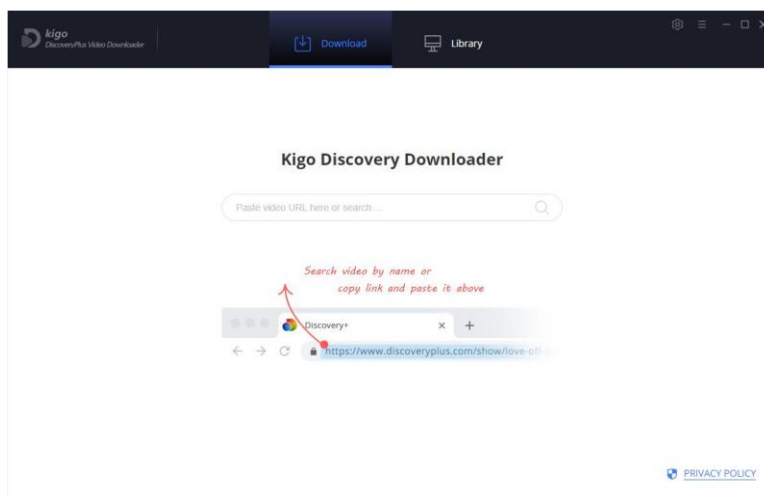 kigo
DiscoveryPlus Video Downloader
Download
Library
Kigo Discovery Downloader
Paste video URL here or search...
Search video by name or
copy link and paste it above
Discovery+
https://www.discoveryplus.com/show/love-off-
PRIVACY POLICY